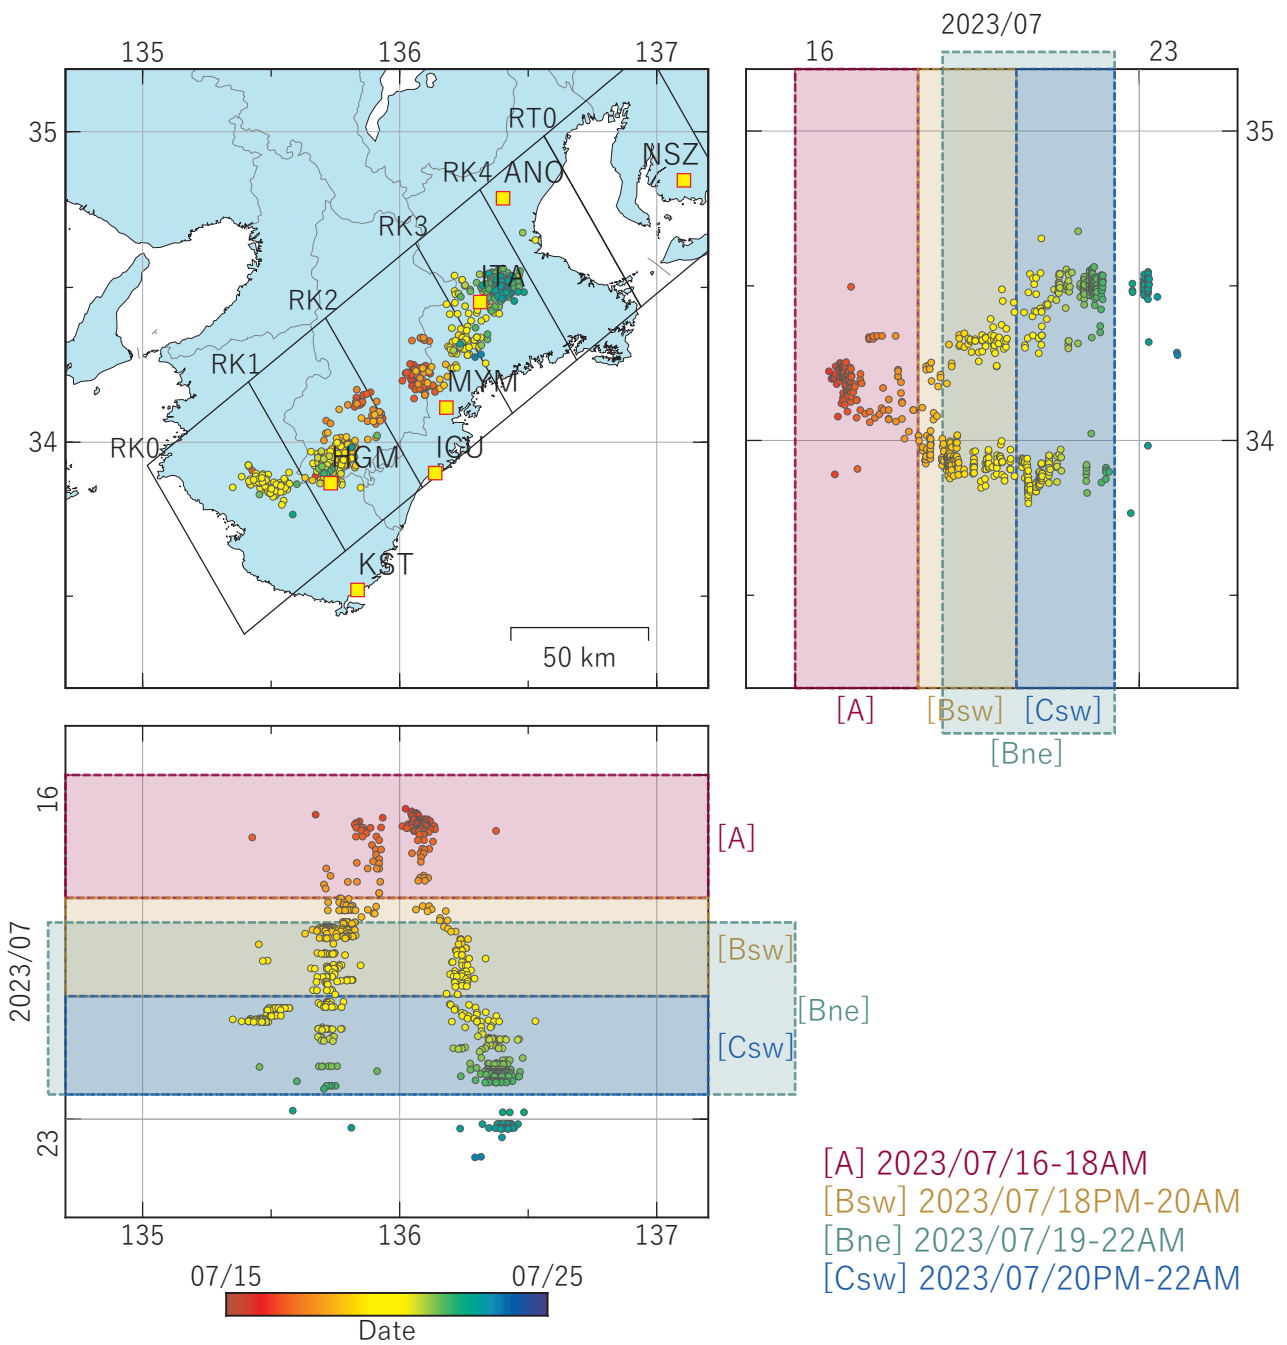 2023/07
135 136 137
16 23
35
35
RT0
NSZ
RK4 ANO
RK3
ITA
RK2
RK1
MYM
34
34
RK0
HGM
ICU
KST
50 km
[A] [Bsw] [Csw]
[Bne]
16
[A]
2023/07
[Bsw]
[Bne]
[Csw]
23
135 136 137
[A] 2023/07/16-18AM
[Bsw] 2023/07/18PM-20AM
[Bne] 2023/07/19-22AM
[Csw] 2023/07/20PM-22AM
07/15 07/25
Date